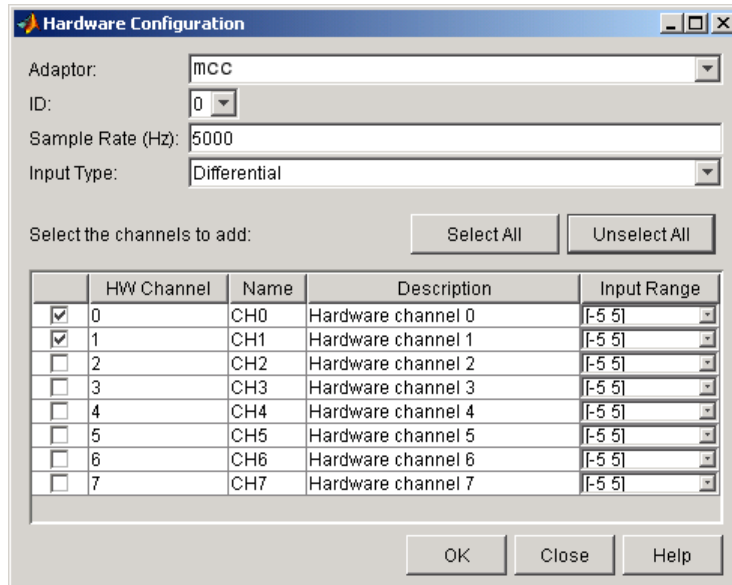 Hardware Configuration
Adaptor: mcc
ID: 0
Sample Rate (Hz): 5000
Input Type: Differential
Select the channels to add: Select All Unselect All
HW Channel Name Description Input Range
0 CH0 Hardware channel 0 [-5 5]
1 CH1 Hardware channel 1 [-5 5]
2 CH2 Hardware channel 2 [-5 5]
3 CH3 Hardware channel 3 [-5 5]
4 CH4 Hardware channel 4 [-5 5]
5 CH5 Hardware channel 5 [-5 5]
6 CH6 Hardware channel 6 [-5 5]
7 CH7 Hardware channel 7 [-5 5]
OK Close Help